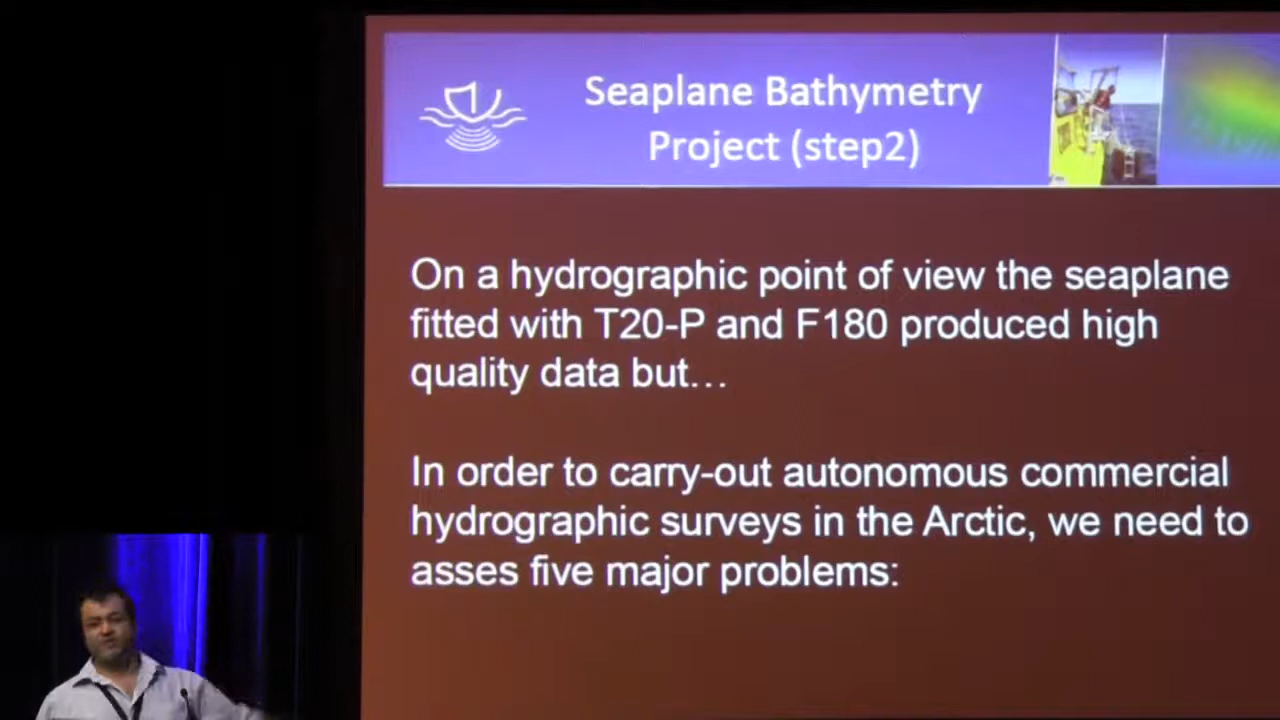 Seaplane Bathymetry
Project (step2)
On a hydrographic point of view the seaplane
fitted with T20-P and F180 produced high
quality data but…
In order to carry-out autonomous commercial
hydrographic surveys in the Arctic, we need to
asses five major problems: